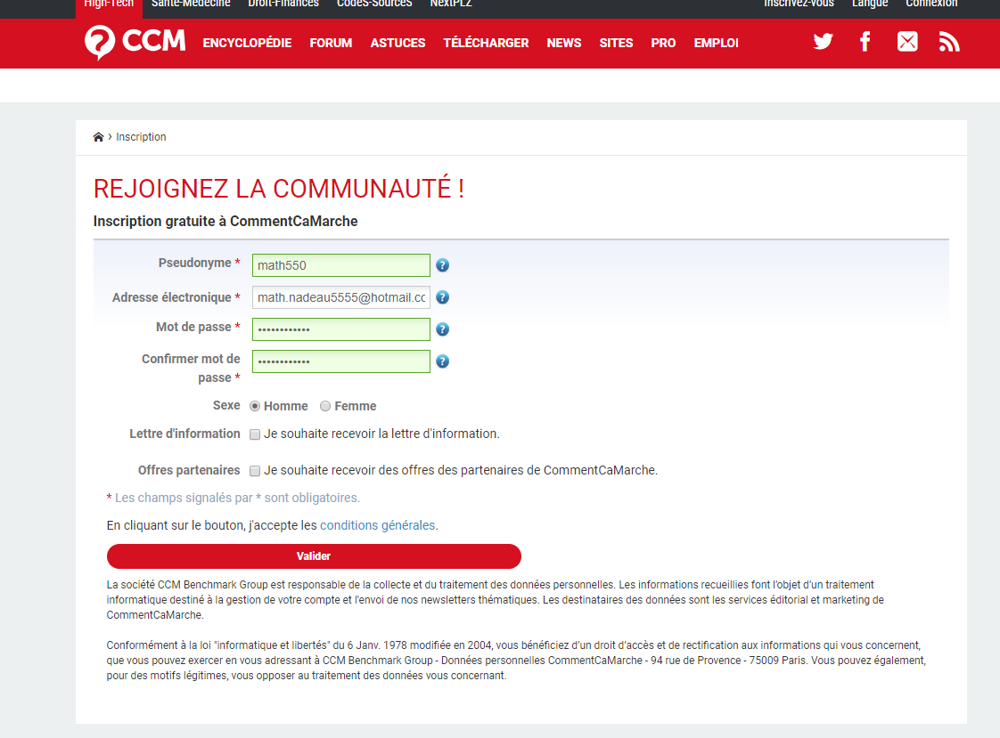 High-Tech Santé-Médecine Droit-Finances CodeS-SourceS NextPLZ Inscrivez-vous Langue Connexion
CCM ENCYCLOPÉDIE FORUM ASTUCES TÉLÉCHARGER NEWS SITES PRO EMPLOI
› Inscription
REJOIGNEZ LA COMMUNAUTÉ !
Inscription gratuite à CommentCaMarche
Pseudonyme * math550
Adresse électronique * math.nadeau5555@hotmail.cc
Mot de passe * ••••••••••••
Confirmer mot de
passe * ••••••••••••
Sexe Homme Femme
Lettre d'information Je souhaite recevoir la lettre d'information.
Offres partenaires Je souhaite recevoir des offres des partenaires de CommentCaMarche.
* Les champs signalés par * sont obligatoires.
En cliquant sur le bouton, j'accepte les conditions générales.
Valider
La société CCM Benchmark Group est responsable de la collecte et du traitement des données personnelles. Les informations recueillies font l'objet d'un traitement
informatique destiné à la gestion de votre compte et l'envoi de nos newsletters thématiques. Les destinataires des données sont les services éditorial et marketing de
CommentCaMarche.
Conformément à la loi "informatique et libertés" du 6 Janv. 1978 modifiée en 2004, vous bénéficiez d'un droit d'accès et de rectification aux informations qui vous concernent,
que vous pouvez exercer en vous adressant à CCM Benchmark Group - Données personnelles CommentCaMarche - 94 rue de Provence - 75009 Paris. Vous pouvez également,
pour des motifs légitimes, vous opposer au traitement des données vous concernant.